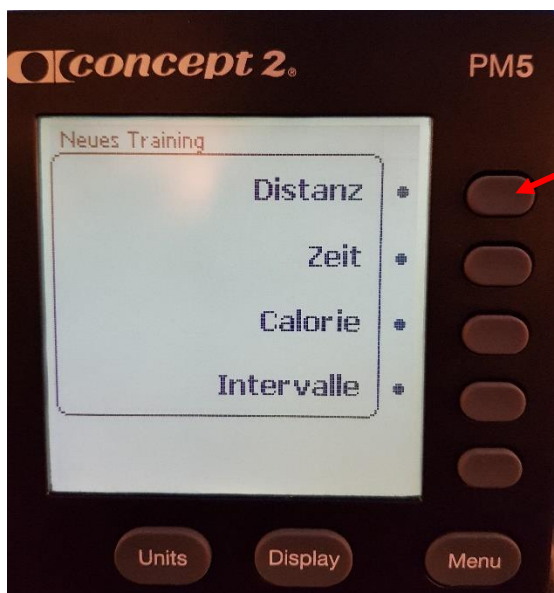 concept 2®
PM5
Neues Training
Distanz
Zeit
Calorie
Intervalle
Units
Display
Menu